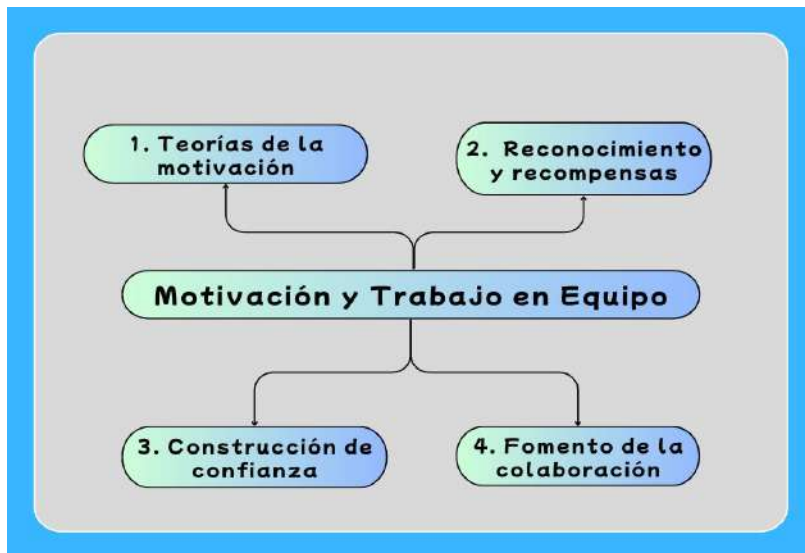 1. Teorías de la
motivación
2. Reconocimiento
y recompensas
Motivación y Trabajo en Equipo
3. Construcción de
confianza
4. Fomento de la
colaboración